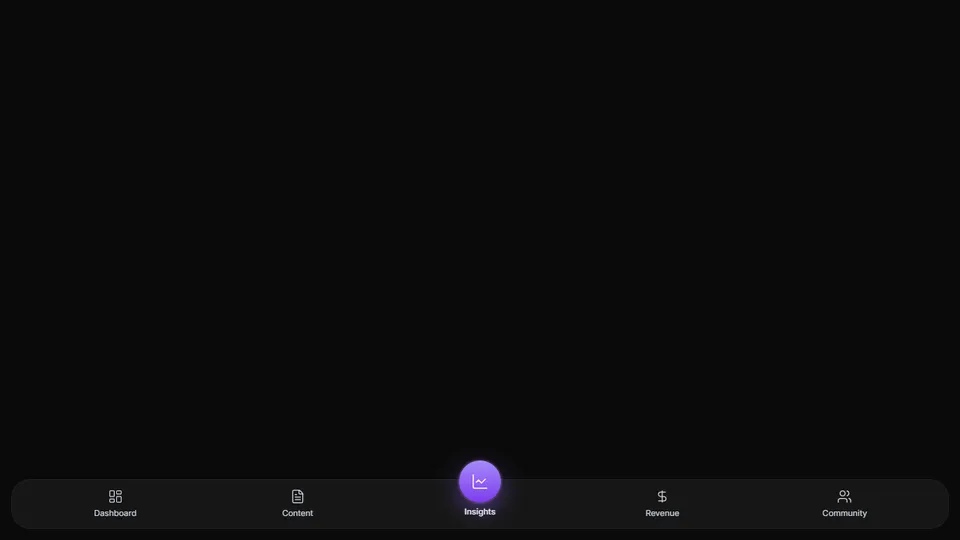 Dashboard
Content
Insights
Revenue
Community